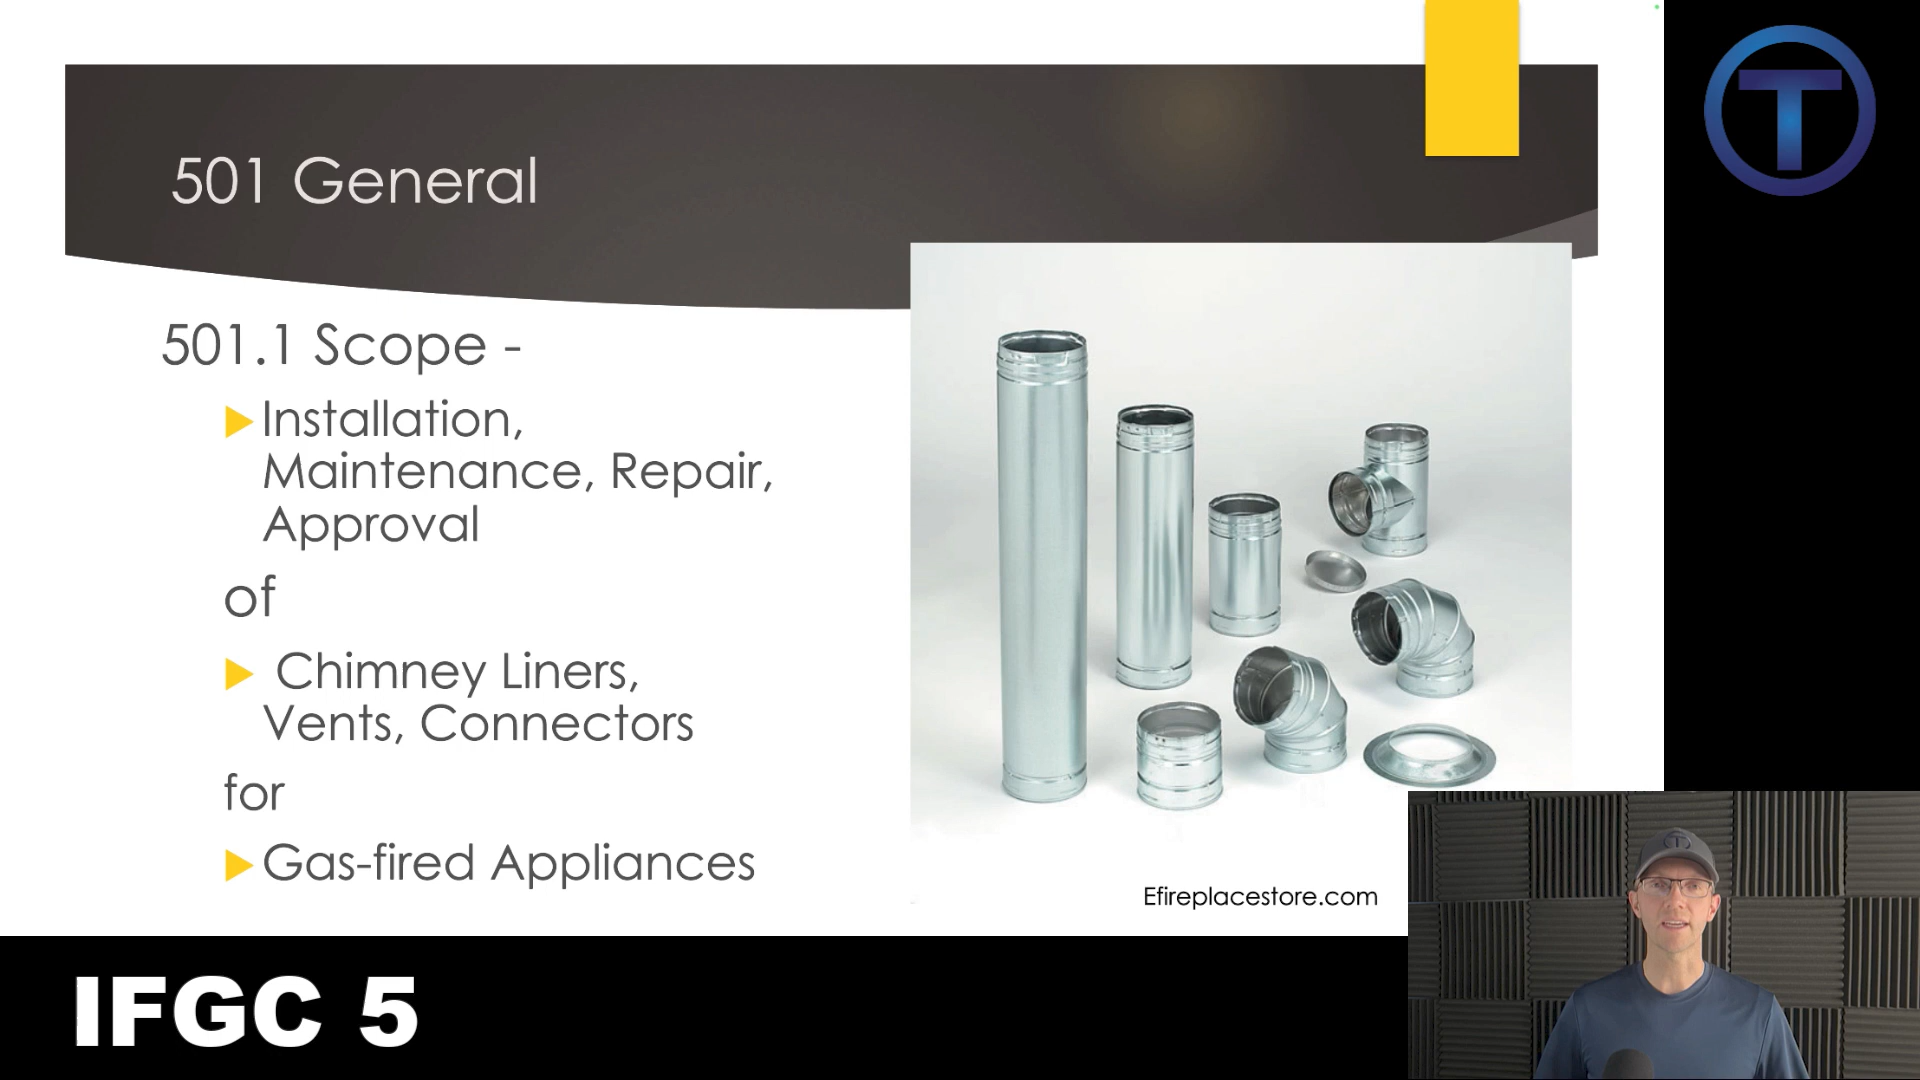 501 General
501.1 Scope -
Installation,
Maintenance, Repair,
Approval
of
Chimney Liners,
Vents, Connectors
for
Gas-fired Appliances
Efireplacestore.com
IFGC 5
T